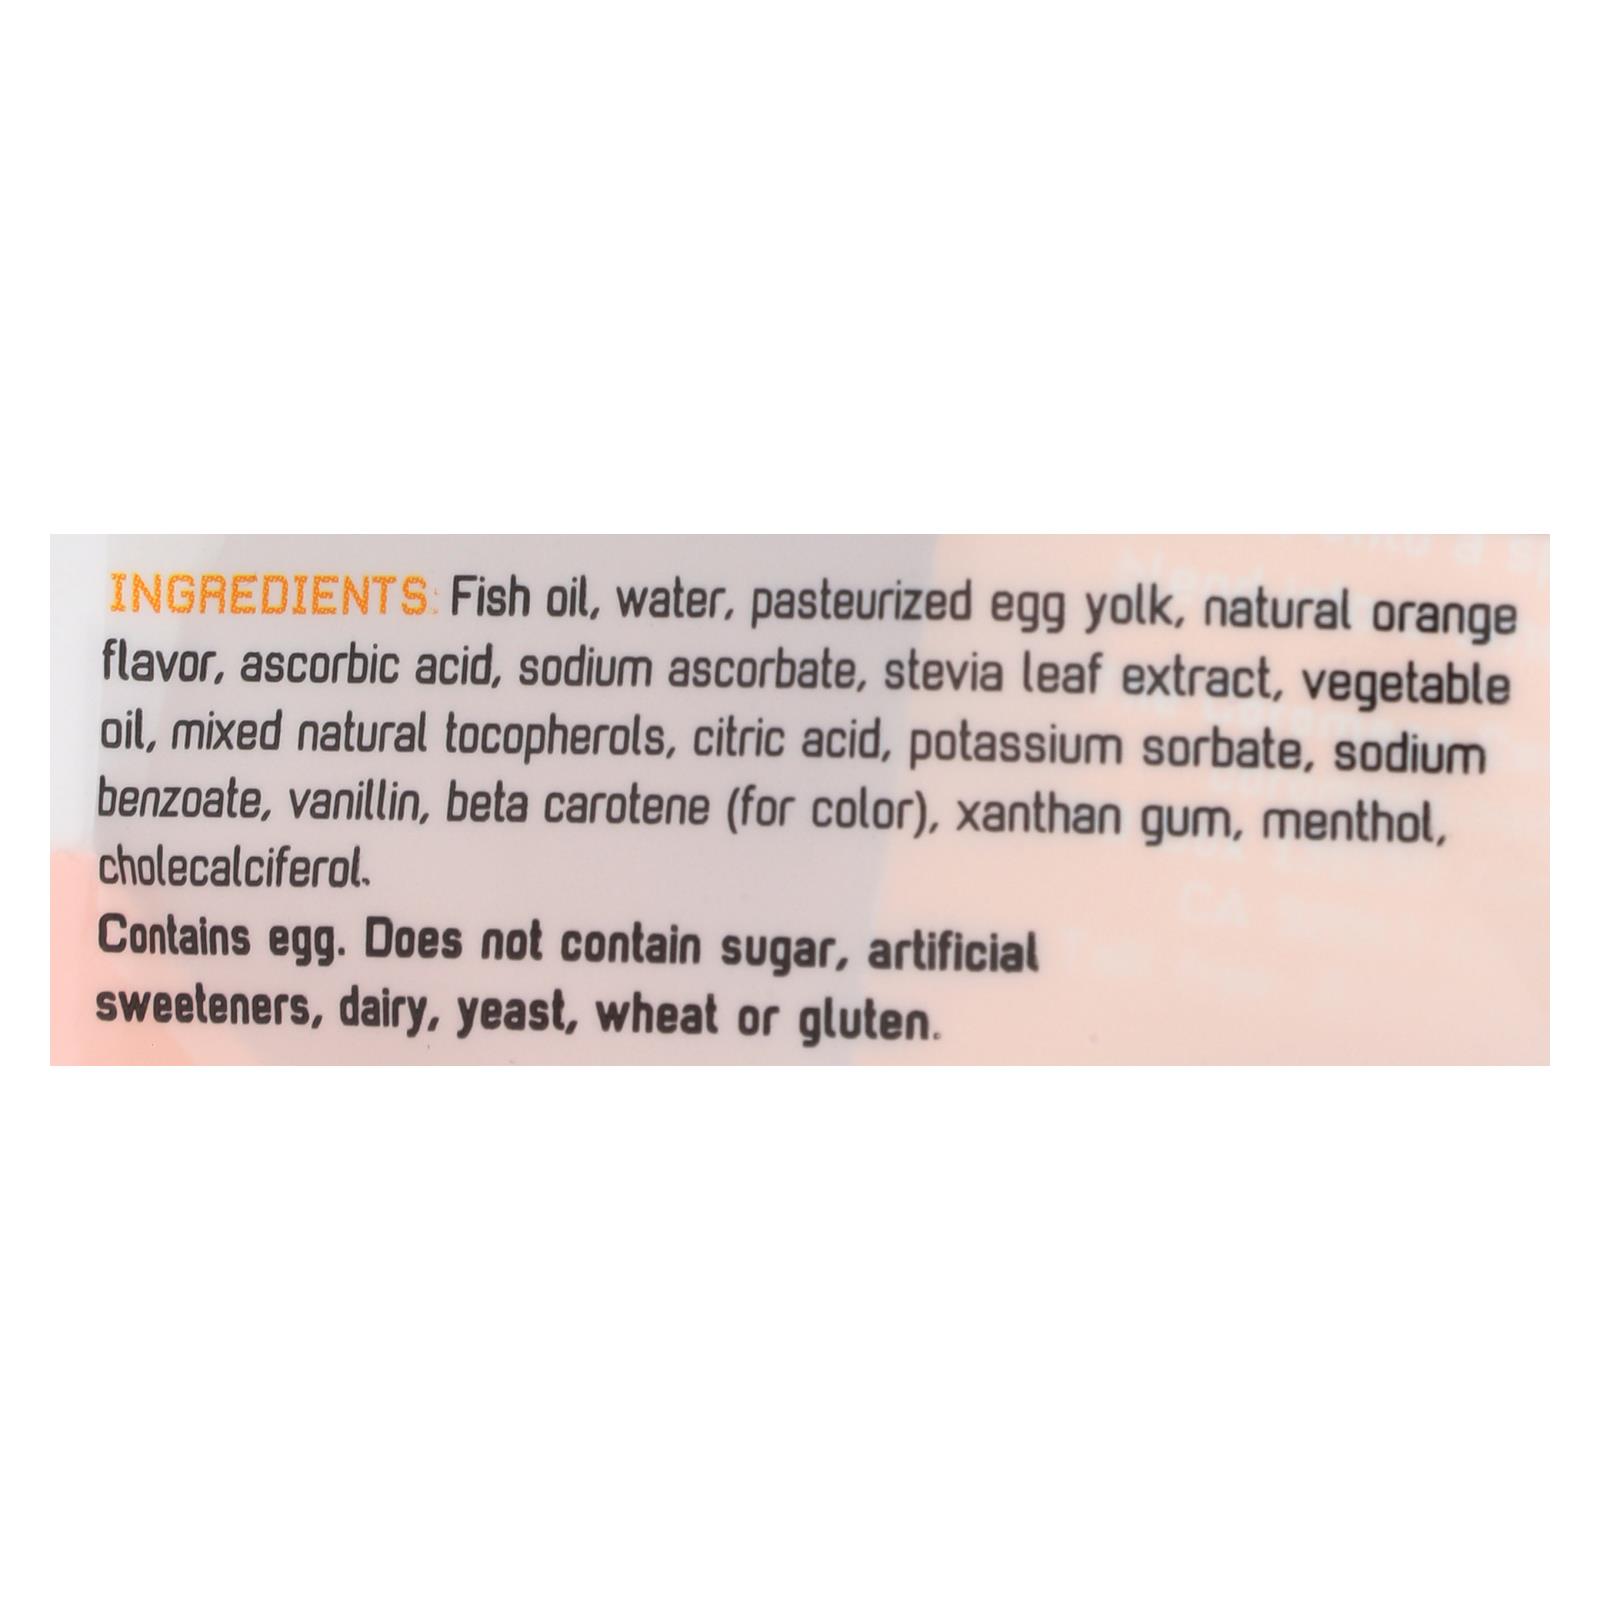 INGREDIENTS: Fish oil, water, pasteurized egg yolk, natural orange
flavor, ascorbic acid, sodium ascorbate, stevia leaf extract, vegetable
oil, mixed natural tocopherols, citric acid, potassium sorbate, sodium
benzoate, vanillin, beta carotene (for color), xanthan gum, menthol,
cholecalciferol.
Contains egg. Does not contain sugar, artificial
sweeteners, dairy, yeast, wheat or gluten.